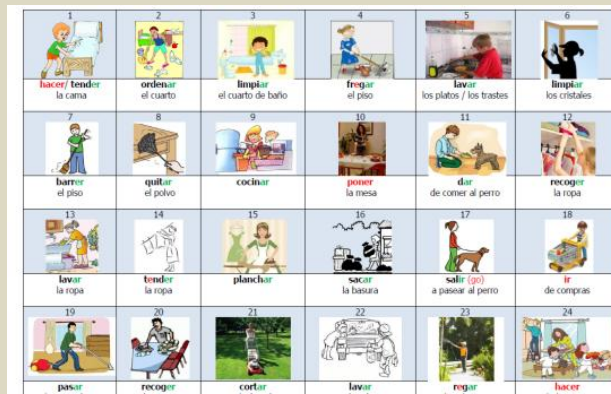 1 2 3 4 5 6
hacer/ tender ordenar limpiar fregar lavar limpiar
la cama el cuarto el cuarto de baño el piso los platos / los trastes los cristales
7 8 9 10 11 12
barrer quitar cocinar poner dar recoger
el piso el polvo la mesa de comer al perro la ropa
13 14 15 16 17 18
lavar tender planchar sacar salir (go) ir
la ropa la ropa la basura a pasear al perro de compras
19 20 21 22 23 24
pasar recoger cortar lavar regar hacer